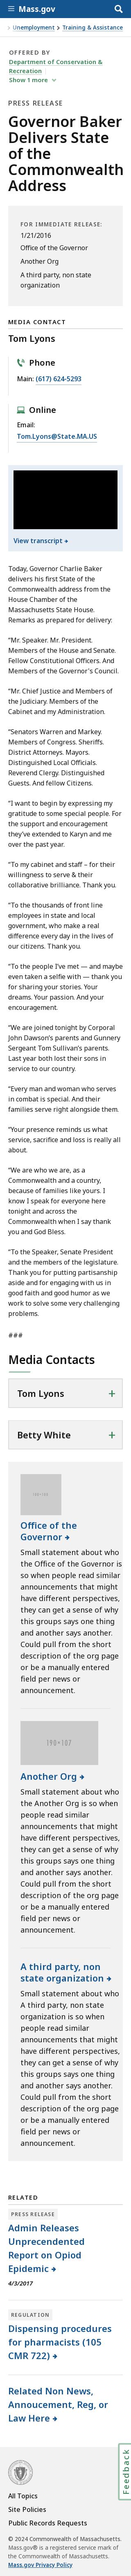 Mass.gov
Unemployment > Training & Assistance
OFFERED BY
Department of Conservation &
Recreation |
Show 1 more
PRESS RELEASE
Governor Baker
Delivers State
of the
Commonwealth
Address
FOR IMMEDIATE RELEASE:
1/21/2016
Office of the Governor
Another Org
A third party, non state
organization
MEDIA CONTACT
Tom Lyons
Phone
Main: (617) 624-5293
Online
Email:
Tom.Lyons@State.MA.US
View transcript
Today, Governor Charlie Baker
delivers his first State of the
Commonwealth address from the
House Chamber of the
Massachusetts State House.
Remarks as prepared for delivery:
“Mr. Speaker. Mr. President.
Members of the House and Senate.
Fellow Constitutional Officers. And
Members of the Governor's Council.
“Mr. Chief Justice and Members of
the Judiciary. Members of the
Cabinet and my Administration.
“Senators Warren and Markey.
Members of Congress. Sheriffs.
District Attorneys. Mayors.
Distinguished Local Officials.
Revered Clergy. Distinguished
Guests. And fellow Citizens.
“I want to begin by expressing my
gratitude to some special people.
For the support and encouragement
they’ve extended to Karyn and me
over the past year.
“To my cabinet and staff – for their
willingness to serve & their
collaborative brilliance. Thank you.
“To the thousands of front line
employees in state and local
government, who make a real
difference every day in the lives of
our citizens. Thank you.
“To the people I’ve met — and maybe
even taken a selfie with — thank you
for sharing your stories. Your
dreams. Your passions. And your
encouragement.
“We are joined tonight by Corporal
John Dawson’s parents and Gunnery
Sergeant Tom Sullivan’s parents.
Last year both lost their sons in
service to our country.
“Every man and woman who serves
in combat is special. And their
families serve right alongside them.
“Your presence reminds us what
service, sacrifice and loss is really all
about.
“We are who we are, as a
Commonwealth and a country,
because of families like yours. I
know I speak for everyone here
tonight and across the
Commonwealth when I say thank
you and God Bless.
“To the Speaker, Senate President
and the members of the legislature.
Thank you all for putting
partisanship aside and for engaging
with us in good faith and good
humor as we work to solve some very
challenging problems.
###
Media Contacts
Tom Lyons
Betty White
Office of the
Governor
Small statement about who
the Office of the Governor is
so when people read similar
announcements that might
have different perspectives,
they can get a sense of why
this groups says one thing
and another group says
another. Could pull from the
short description of the org
page or be a manually entered
field per news or
announcement.
190×107
Another Org
Small statement about who
the Another Org is so when
people read similar
announcements that might
have different perspectives,
they can get a sense of why
this groups says one thing
and another group says
another. Could pull from the
short description of the org
page or be a manually entered
field per news or
announcement.
A third party, non
state organization
Small statement about who
the A third party, non state
organization is so when
people read similar
announcements that might
have different perspectives,
they can get a sense of why
this groups says one thing
and another group says
another. Could pull from the
short description of the org
page or be a manually entered
field per news or
announcement.
RELATED
PRESS RELEASE
Admin Releases
Unprecendented
Report on Opiod
Epidemic
4/3/2017
REGULATION
Dispensing procedures
for pharmacists (105
CMR 722)
Related Non News,
Annoucement, Reg, or
Law Here
Feedback
All Topics
Site Policies
Public Records Requests
© 2024 Commonwealth of Massachusetts.
Mass.gov® is a registered service mark of
the Commonwealth of Massachusetts.
Mass.gov Privacy Policy